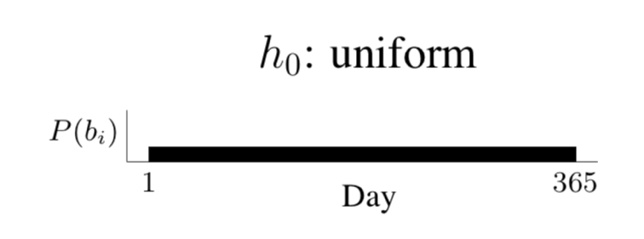 h₀: uniform
P(bᵢ)
1
365
Day